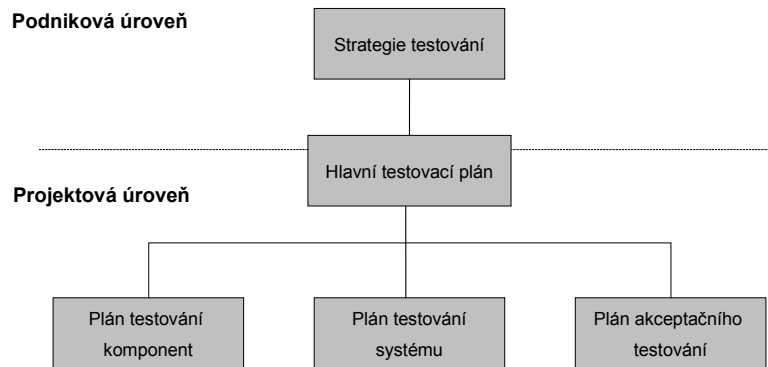 Podniková úroveň
Strategie testování
Hlavní testovací plán
Projektová úroveň
Plán testování
komponent
Plán testování
systému
Plán akceptačního
testování